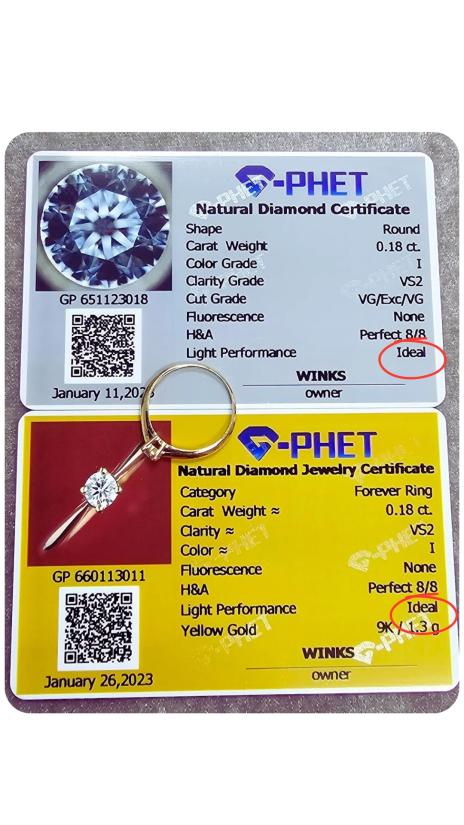 G-PHET
Natural Diamond Certificate
Shape Round
Carat Weight 0.18 ct.
Color Grade I
Clarity Grade VS2
Cut Grade VG/Exc/VG
Fluorescence None
H&A Perfect 8/8
Light Performance Ideal
GP 651123018
January 11,20
WINKS
owner
G-PHET
Natural Diamond Jewelry Certificate
Category Forever Ring
Carat Weight ≈ 0.18 ct.
Clarity ≈ VS2
Color ≈ I
Fluorescence None
H&A Perfect 8/8
Light Performance Ideal
Yellow Gold 9K / 1.3 g
GP 660113011
January 26,2023
WINKS
owner